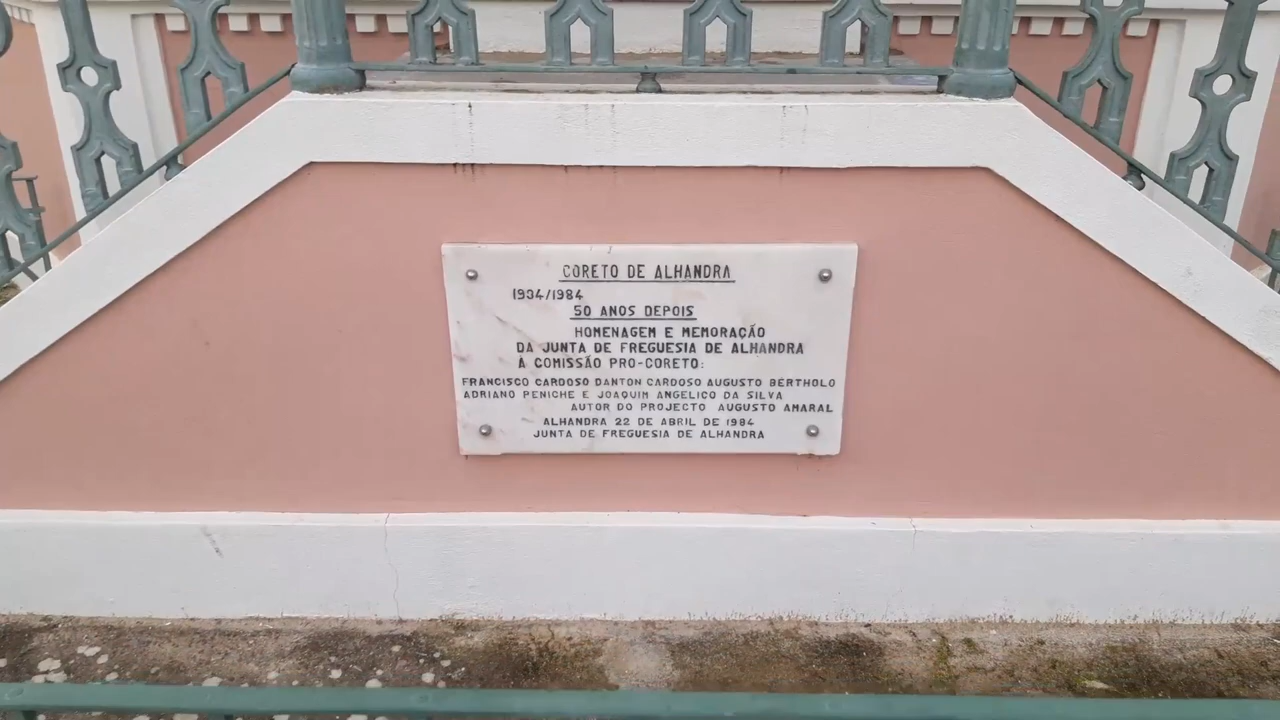 CORETO DE ALHANDRA
1934/1984
50 ANOS DEPOIS
HOMENAGEM E MEMORAÇÃO
DA JUNTA DE FREGUESIA DE ALHANDRA
À COMISSÃO PRO-CORETO:
FRANCISCO CARDOSO DANTON CARDOSO AUGUSTO BERTHOLO
ADRIANO PENICHE E JOAQUIM ANGELICO DA SILVA
AUTOR DO PROJECTO AUGUSTO AMARAL
ALHANDRA 22 DE ABRIL DE 1984
JUNTA DE FREGUESIA DE ALHANDRA